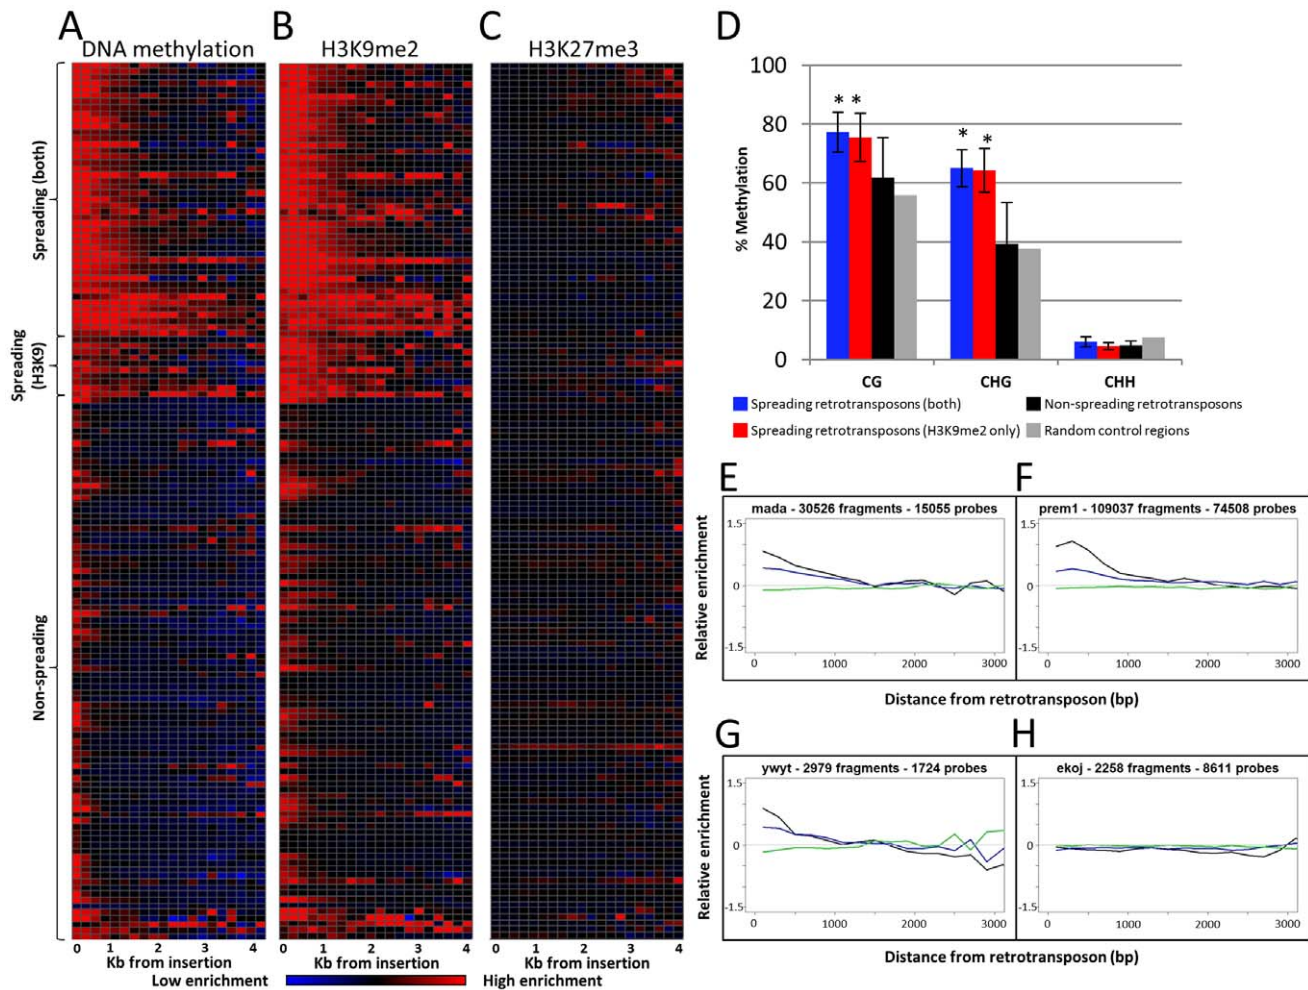 A
DNA methylation
B
H3K9me2
C
H3K27me3
Spreading (both)
Spreading
(H3K9)
Non-spreading
0 1 2 3 4
Kb from insertion
0 1 2 3 4
Kb from insertion
0 1 2 3 4
Kb from insertion
Low enrichment
High enrichment
D
% Methylation
100
80
60
40
20
0
* *
* *
CG
CHG
CHH
Spreading retrotransposons (both)
Non-spreading retrotransposons
Spreading retrotransposons (H3K9me2 only)
Random control regions
E
mada - 30526 fragments - 15055 probes
F
prem1 - 109037 fragments - 74508 probes
Relative enrichment
1.5
0
-1.5
0 1000 2000 3000
1.5
0
-1.5
0 1000 2000 3000
Distance from retrotransposon (bp)
G
ywyt - 2979 fragments - 1724 probes
H
ekoj - 2258 fragments - 8611 probes
Relative enrichment
1.5
0
-1.5
0 1000 2000 3000
1.5
0
-1.5
0 1000 2000 3000
Distance from retrotransposon (bp)